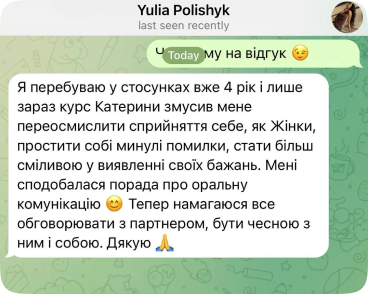 Yulia Polishyk
last seen recently
Today му на відгук 😉
Я перебуваю у стосунках вже 4 рік і лише
зараз курс Катерини змусив мене
переосмислити сприйняття себе, як Жінки,
простити собі минулі помилки, стати більш
сміливою у виявленні своїх бажань. Мені
сподобалася порада про оральну
комунікацію 😊 Тепер намагаюся все
обговорювати з партнером, бути чесною з
ним і собою. Дякую 🙏